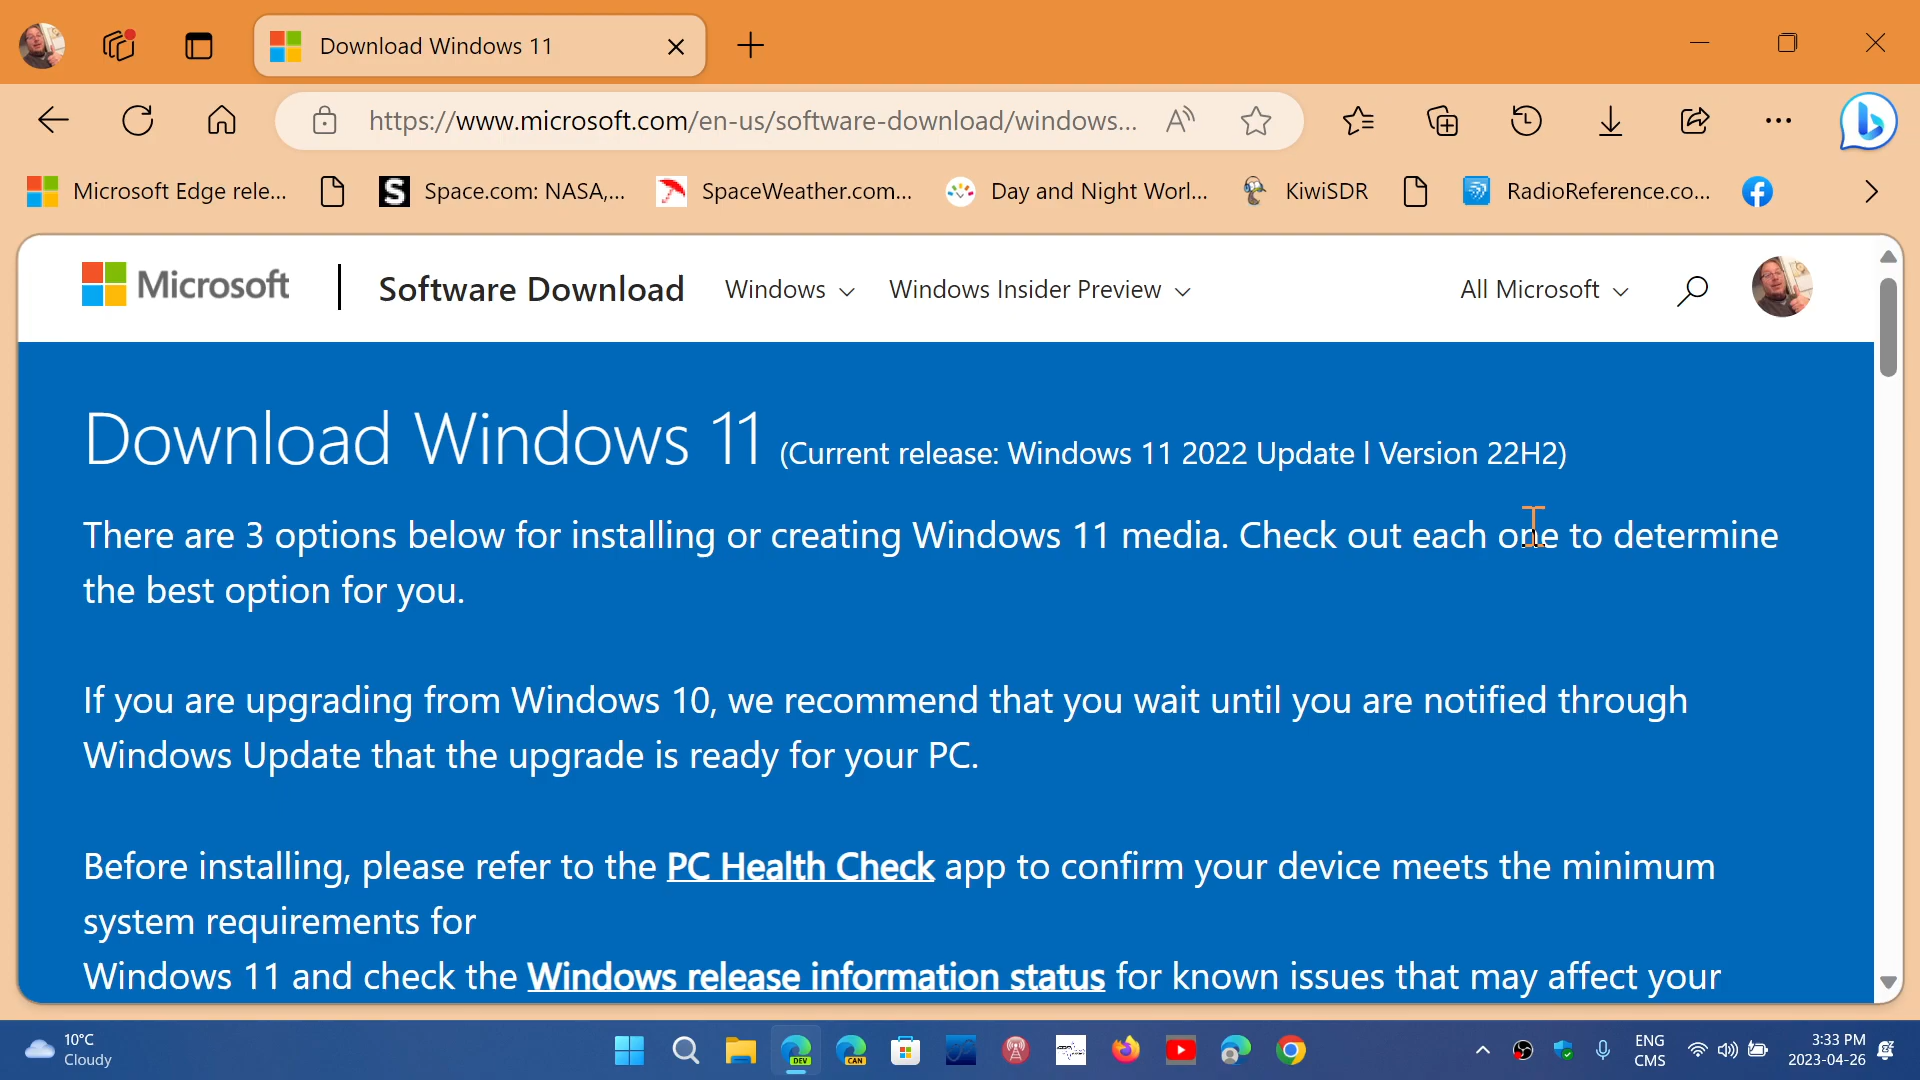 Download Windows 11
https://www.microsoft.com/en-us/software-download/windows...
Microsoft Edge rele...
Space.com: NASA,...
SpaceWeather.com...
Day and Night Worl...
KiwiSDR
RadioReference.co...
Microsoft
Software Download
Windows
Windows Insider Preview
All Microsoft
Download Windows 11 (Current release: Windows 11 2022 Update l Version 22H2)
There are 3 options below for installing or creating Windows 11 media. Check out each one to determine
the best option for you.
If you are upgrading from Windows 10, we recommend that you wait until you are notified through
Windows Update that the upgrade is ready for your PC.
Before installing, please refer to the PC Health Check app to confirm your device meets the minimum
system requirements for
Windows 11 and check the Windows release information status for known issues that may affect your
10°C
Cloudy
DEV
CAN
ENG
CMS
3:33 PM
2023-04-26